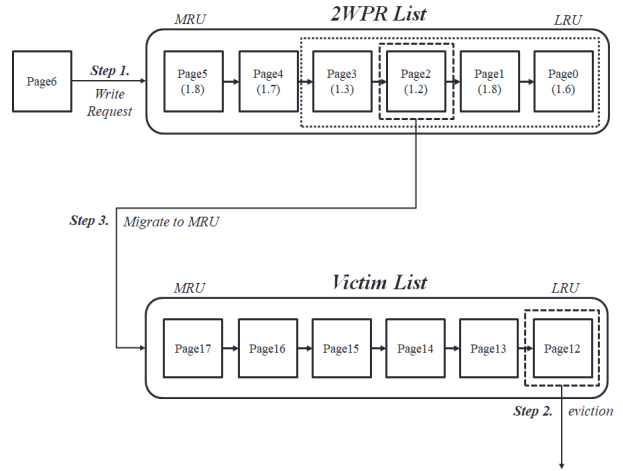 MRU
2WPR List
LRU
Page6
Step 1.
Write
Request
Page5
(1.8)
Page4
(1.7)
Page3
(1.3)
Page2
(1.2)
Page1
(1.8)
Page0
(1.6)
Step 3.
Migrate to MRU
MRU
Victim List
LRU
Page17
Page16
Page15
Page14
Page13
Page12
Step 2.
eviction